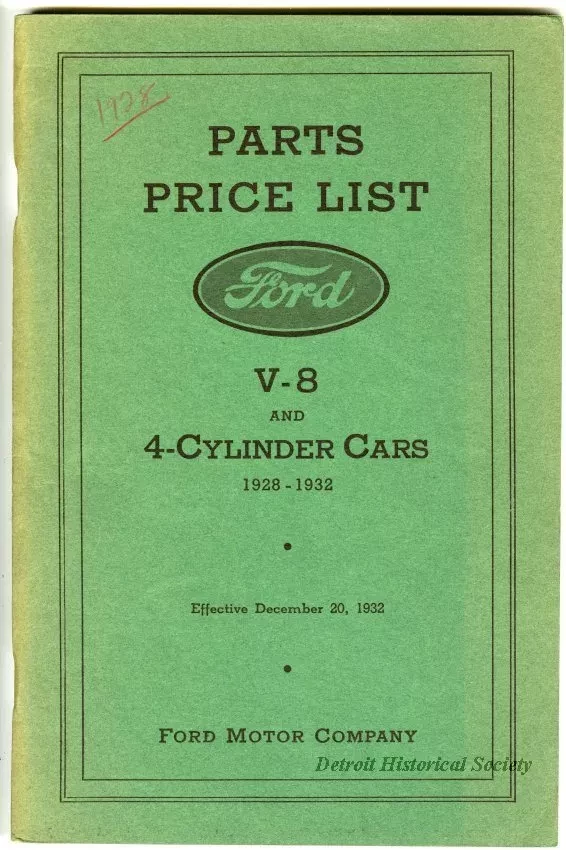 1928
PARTS
PRICE LIST
Ford
V-8
AND
4-CYLINDER CARS
1928-1932
Effective December 20, 1932
FORD MOTOR COMPANY
Detroit Historical Society